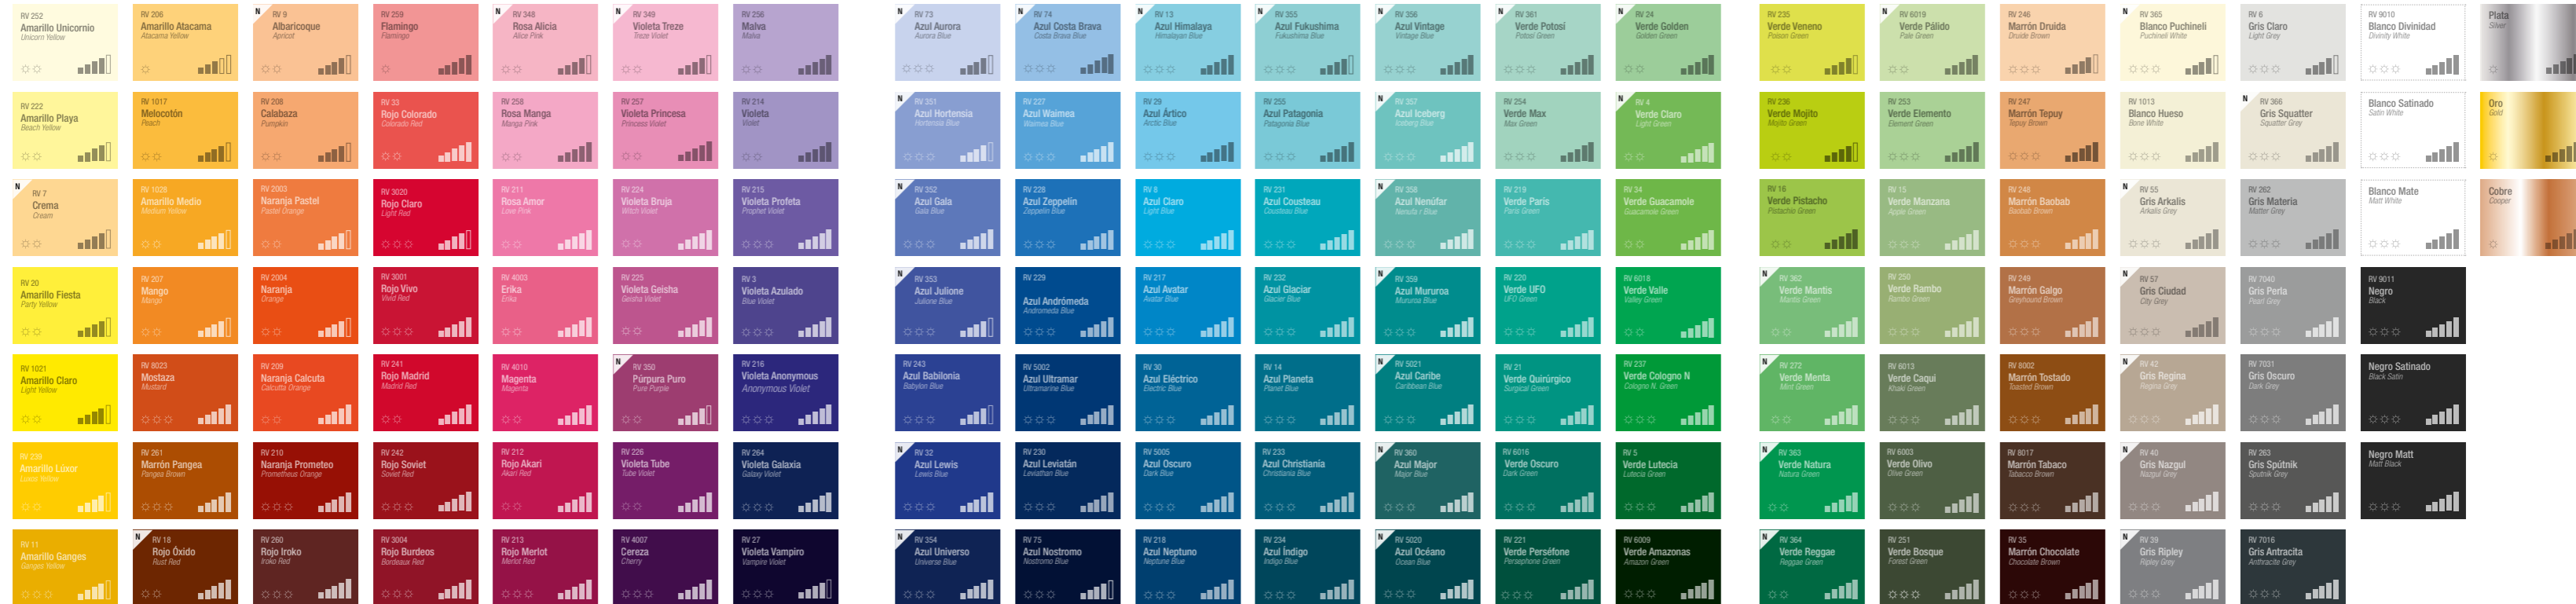 RV 252
Amarillo Unicornio
Unicorn Yellow
RV 206
Amarillo Atacama
Atacama Yellow
N
RV 9
Albaricoque
Apricot
RV 259
Flamingo
Flamingo
N
RV 348
Rosa Alicia
Alice Pink
N
RV 349
Violeta Treze
Treze Violet
RV 256
Malva
Malva
N
RV 73
Azul Aurora
Aurora Blue
N
RV 74
Azul Costa Brava
Costa Brava Blue
N
RV 13
Azul Himalaya
Himalayan Blue
N
RV 355
Azul Fukushima
Fukushima Blue
N
RV 356
Azul Vintage
Vintage Blue
N
RV 361
Verde Potosí
Potosí Green
N
RV 24
Verde Golden
Golden Green
RV 235
Verde Veneno
Poison Green
N
RV 6019
Verde Pálido
Pale Green
RV 246
Marrón Druida
Druide Brown
N
RV 365
Blanco Puchineli
Puchineli White
RV 6
Gris Claro
Light Grey
RV 9010
Blanco Divinidad
Divinity White
Plata
Silver
RV 222
Amarillo Playa
Beach Yellow
RV 1017
Melocotón
Peach
RV 208
Calabaza
Pumpkin
RV 33
Rojo Colorado
Colorado Red
RV 258
Rosa Manga
Manga Pink
RV 257
Violeta Princesa
Princess Violet
RV 214
Violeta
Violet
N
RV 351
Azul Hortensia
Hortensia Blue
RV 227
Azul Waimea
Waimea Blue
RV 29
Azul Ártico
Arctic Blue
RV 255
Azul Patagonia
Patagonia Blue
N
RV 357
Azul Iceberg
Iceberg Blue
RV 254
Verde Max
Max Green
N
RV 4
Verde Claro
Light Green
RV 236
Verde Mojito
Mojito Green
RV 253
Verde Elemento
Element Green
RV 247
Marrón Tepuy
Tepuy Brown
RV 1013
Blanco Hueso
Bone White
N
RV 366
Gris Squatter
Squatter Grey
Blanco Satinado
Satin White
Oro
Gold
N
RV 7
Crema
Cream
RV 1028
Amarillo Medio
Medium Yellow
RV 2003
Naranja Pastel
Pastel Orange
RV 3020
Rojo Claro
Light Red
RV 211
Rosa Amor
Love Pink
RV 224
Violeta Bruja
Witch Violet
RV 215
Violeta Profeta
Prophet Violet
N
RV 352
Azul Gala
Gala Blue
RV 228
Azul Zeppelin
Zeppelin Blue
RV 8
Azul Claro
Light Blue
RV 231
Azul Cousteau
Cousteau Blue
N
RV 358
Azul Nenúfar
Nenufar Blue
RV 219
Verde París
Paris Green
RV 34
Verde Guacamole
Guacamole Green
RV 16
Verde Pistacho
Pistachio Green
RV 15
Verde Manzana
Apple Green
RV 248
Marrón Baobab
Baobab Brown
N
RV 55
Gris Arkalis
Arkalis Grey
RV 262
Gris Materia
Matter Grey
Blanco Mate
Matt White
Cobre
Cooper
RV 20
Amarillo Fiesta
Party Yellow
RV 207
Mango
Mango
RV 2004
Naranja
Orange
RV 3001
Rojo Vivo
Vivid Red
RV 4003
Erika
Erika
RV 225
Violeta Geisha
Geisha Violet
RV 3
Violeta Azulado
Blue Violet
N
RV 353
Azul Julione
Julione Blue
RV 229
Azul Andrómeda
Andromeda Blue
RV 217
Azul Avatar
Avatar Blue
RV 232
Azul Glaciar
Glacier Blue
N
RV 359
Azul Mururoa
Mururoa Blue
RV 220
Verde UFO
UFO Green
RV 6018
Verde Valle
Valley Green
N
RV 362
Verde Mantis
Mantis Green
RV 250
Verde Rambo
Rambo Green
RV 249
Marrón Galgo
Greyhound Brown
N
RV 57
Gris Ciudad
City Grey
RV 7040
Gris Perla
Pearl Grey
RV 9011
Negro
Black
RV 1021
Amarillo Claro
Light Yellow
RV 8023
Mostaza
Mustard
RV 209
Naranja Calcuta
Calcutta Orange
RV 241
Rojo Madrid
Madrid Red
RV 4010
Magenta
Magenta
N
RV 350
Púrpura Puro
Pure Purple
RV 216
Violeta Anonymous
Anonymous Violet
RV 243
Azul Babilonia
Babylon Blue
RV 5002
Azul Ultramar
Ultramarine Blue
RV 30
Azul Eléctrico
Electric Blue
RV 14
Azul Planeta
Planet Blue
N
RV 5021
Azul Caribe
Caribbean Blue
RV 21
Verde Quirúrgico
Surgical Green
RV 237
Verde Cologno N
Cologno N. Green
N
RV 272
Verde Menta
Mint Green
RV 6013
Verde Caqui
Khaki Green
RV 8002
Marrón Tostado
Toasted Brown
N
RV 42
Gris Regina
Regina Grey
RV 7031
Gris Oscuro
Dark Grey
Negro Satinado
Black Satin
RV 239
Amarillo Lúxor
Luxor Yellow
RV 261
Marrón Pangea
Pangea Brown
RV 210
Naranja Prometeo
Prometheus Orange
RV 242
Rojo Soviet
Soviet Red
RV 212
Rojo Akari
Akari Red
RV 226
Violeta Tube
Tube Violet
RV 264
Violeta Galaxia
Galaxy Violet
N
RV 32
Azul Lewis
Lewis Blue
RV 230
Azul Leviatán
Leviathan Blue
RV 5005
Azul Oscuro
Dark Blue
RV 233
Azul Christiania
Christiania Blue
N
RV 360
Azul Major
Major Blue
RV 6016
Verde Oscuro
Dark Green
RV 5
Verde Lutecia
Lutecia Green
N
RV 363
Verde Natura
Natura Green
RV 6003
Verde Olivo
Olive Green
RV 8017
Marrón Tabaco
Tabacco Brown
N
RV 40
Gris Nazgul
Nazgul Grey
RV 263
Gris Spútnik
Sputnik Grey
Negro Matt
Matt Black
RV 11
Amarillo Ganges
Ganges Yellow
N
RV 18
Rojo Óxido
Rust Red
RV 260
Rojo Iroko
Iroko Red
RV 3004
Rojo Burdeos
Bordeaux Red
RV 213
Rojo Merlot
Merlot Red
RV 4007
Cereza
Cherry
RV 27
Violeta Vampiro
Vampire Violet
N
RV 354
Azul Universo
Universe Blue
RV 75
Azul Nostromo
Nostromo Blue
RV 218
Azul Neptuno
Neptune Blue
RV 234
Azul Índigo
Indigo Blue
N
RV 5020
Azul Océano
Ocean Blue
RV 221
Verde Perséfone
Persephone Green
RV 6009
Verde Amazonas
Amazon Green
N
RV 364
Verde Reggae
Reggae Green
RV 251
Verde Bosque
Forest Green
RV 35
Marrón Chocolate
Chocolate Brown
N
RV 39
Gris Ripley
Ripley Grey
RV 7016
Gris Antracita
Anthracite Grey